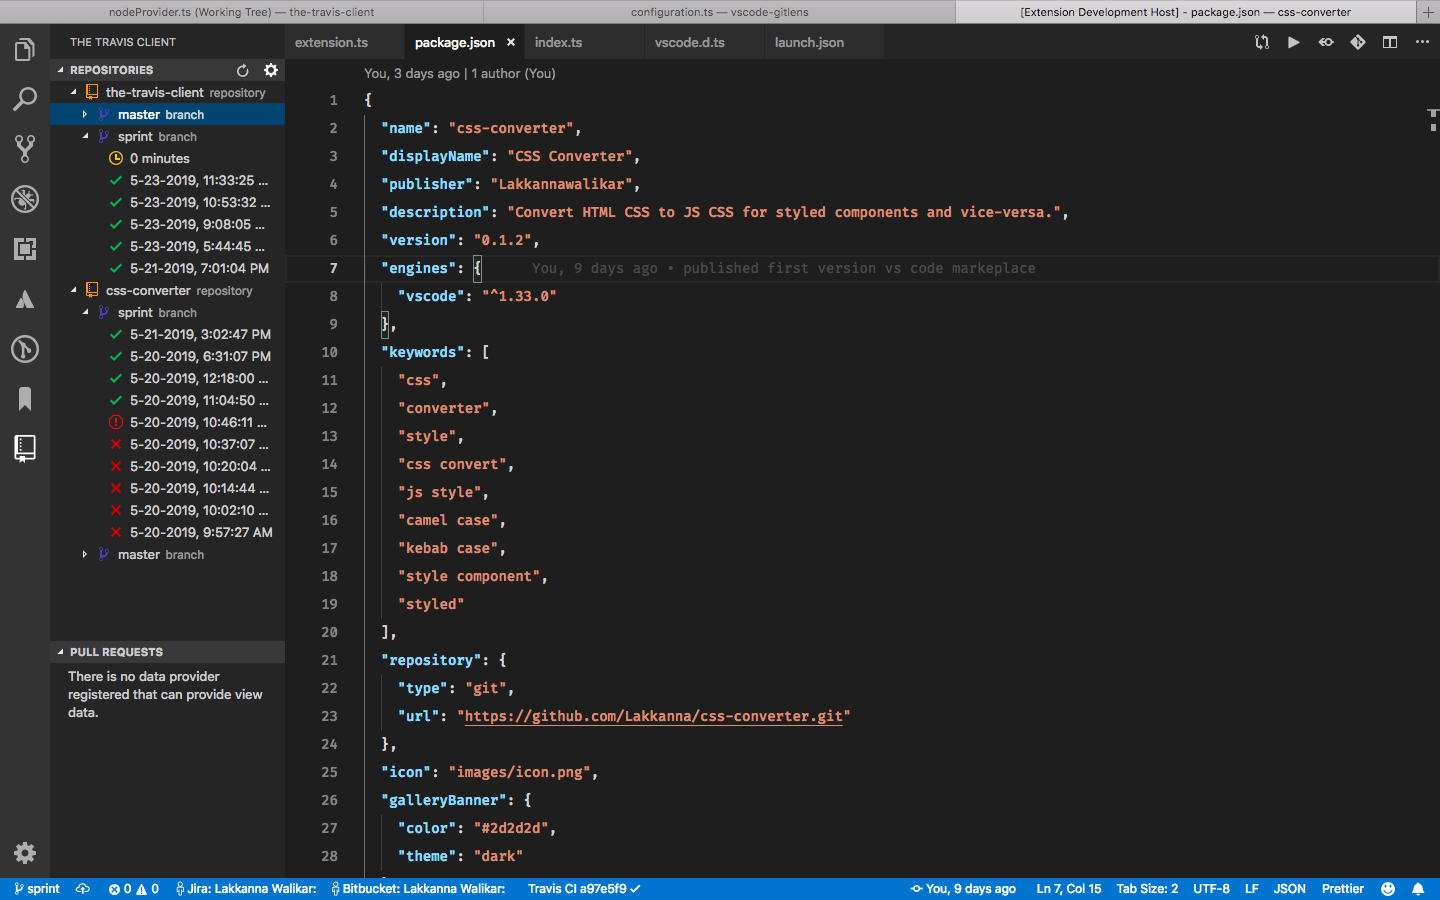 nodeProvider.ts (Working Tree) — the-travis-client
configuration.ts — vscode-gitlens
[Extension Development Host] - package.json — css-converter
THE TRAVIS CLIENT
REPOSITORIES
the-travis-client repository
master branch
sprint branch
0 minutes
5-23-2019, 11:33:25 ...
5-23-2019, 10:53:32 ...
5-23-2019, 9:08:05 ...
5-23-2019, 5:44:45 ...
5-21-2019, 7:01:04 PM
css-converter repository
sprint branch
5-21-2019, 3:02:47 PM
5-20-2019, 6:31:07 PM
5-20-2019, 12:18:00 ...
5-20-2019, 11:04:50 ...
5-20-2019, 10:46:11 ...
5-20-2019, 10:37:07 ...
5-20-2019, 10:20:04 ...
5-20-2019, 10:14:44 ...
5-20-2019, 10:02:10 ...
5-20-2019, 9:57:27 AM
master branch
PULL REQUESTS
There is no data provider
registered that can provide view
data.
extension.ts
package.json
index.ts
vscode.d.ts
launch.json
You, 3 days ago | 1 author (You)
1 {
2 "name": "css-converter",
3 "displayName": "CSS Converter",
4 "publisher": "Lakkannawalikar",
5 "description": "Convert HTML CSS to JS CSS for styled components and vice-versa.",
6 "version": "0.1.2",
7 "engines": { You, 9 days ago • published first version vs code markeplace
8 "vscode": "^1.33.0"
9 },
10 "keywords": [
11 "css",
12 "converter",
13 "style",
14 "css convert",
15 "js style",
16 "camel case",
17 "kebab case",
18 "style component",
19 "styled"
20 ],
21 "repository": {
22 "type": "git",
23 "url": "https://github.com/Lakkanna/css-converter.git"
24 },
25 "icon": "images/icon.png",
26 "galleryBanner": {
27 "color": "#2d2d2d",
28 "theme": "dark"
sprint
0 0
Jira: Lakkanna Walikar:
Bitbucket: Lakkanna Walikar:
Travis CI a97e5f9 ✓
You, 9 days ago
Ln 7, Col 15
Tab Size: 2
UTF-8
LF
JSON
Prettier